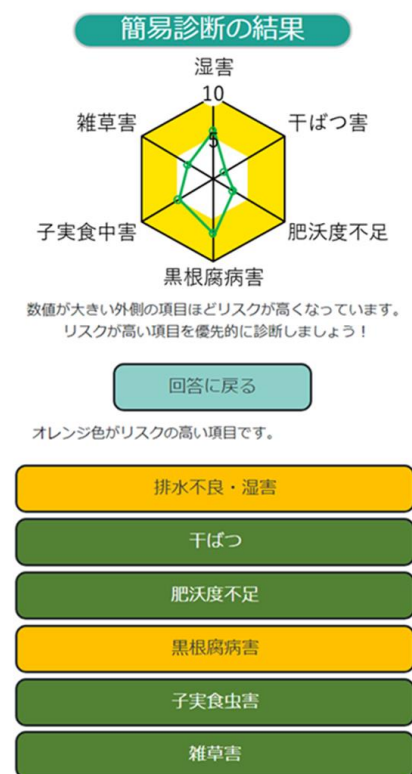 簡易診断の結果
湿害
10
雑草害
干ばつ害
5
子実食中害
肥沃度不足
黒根腐病害
数値が大きい外側の項目ほどリスクが高くなっています。
リスクが高い項目を優先的に診断しましょう！
回答に戻る
オレンジ色がリスクの高い項目です。
排水不良・湿害
干ばつ
肥沃度不足
黒根腐病害
子実食虫害
雑草害